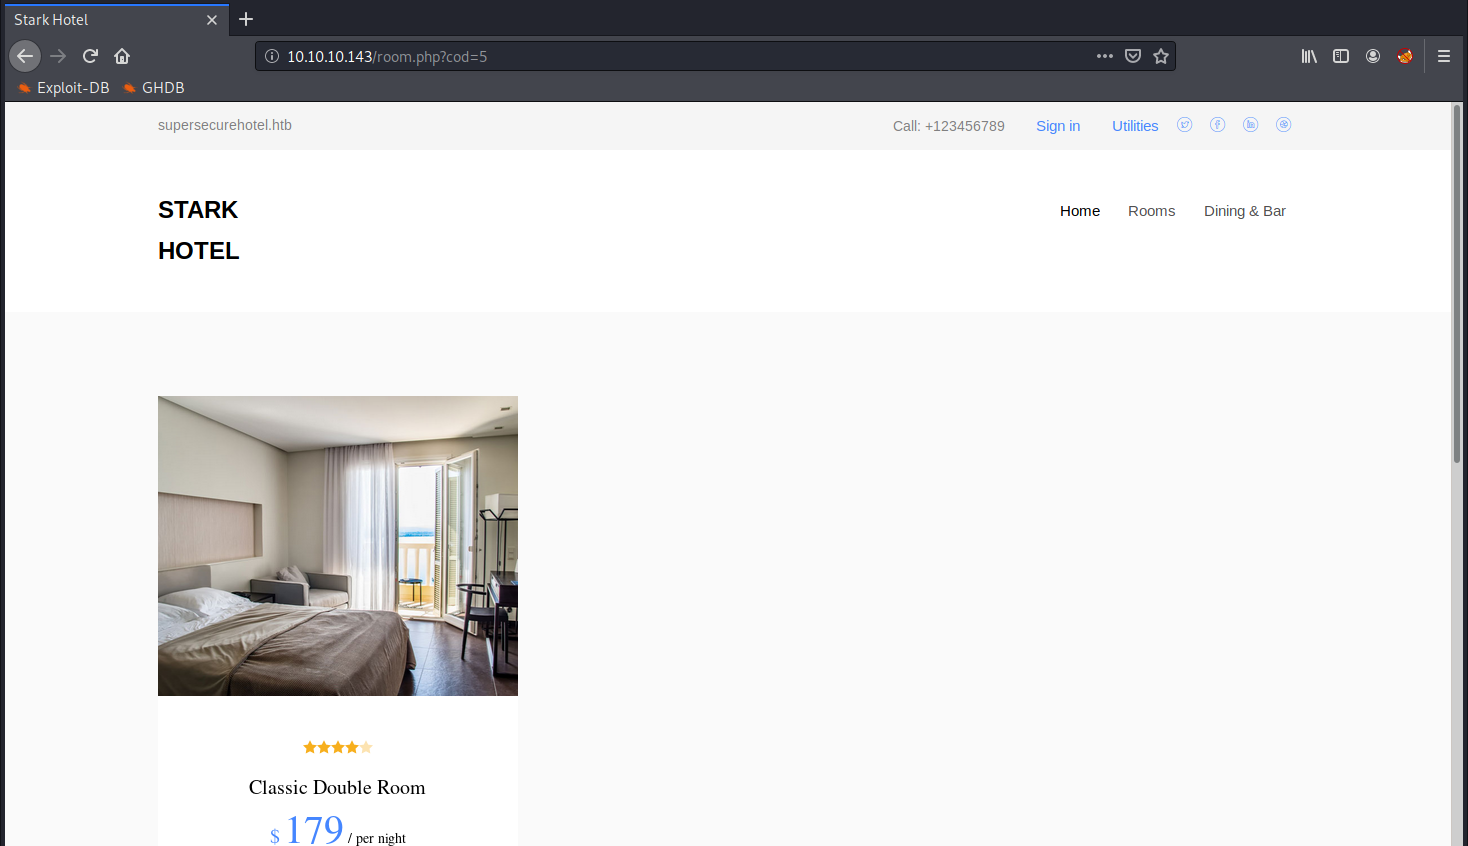 Stark Hotel
10.10.10.143/room.php?cod=5
Exploit-DB GHDB
supersecurehotel.htb Call: +123456789 Sign in Utilities
STARK
HOTEL
Home Rooms Dining & Bar
Classic Double Room
$ 179 / per night